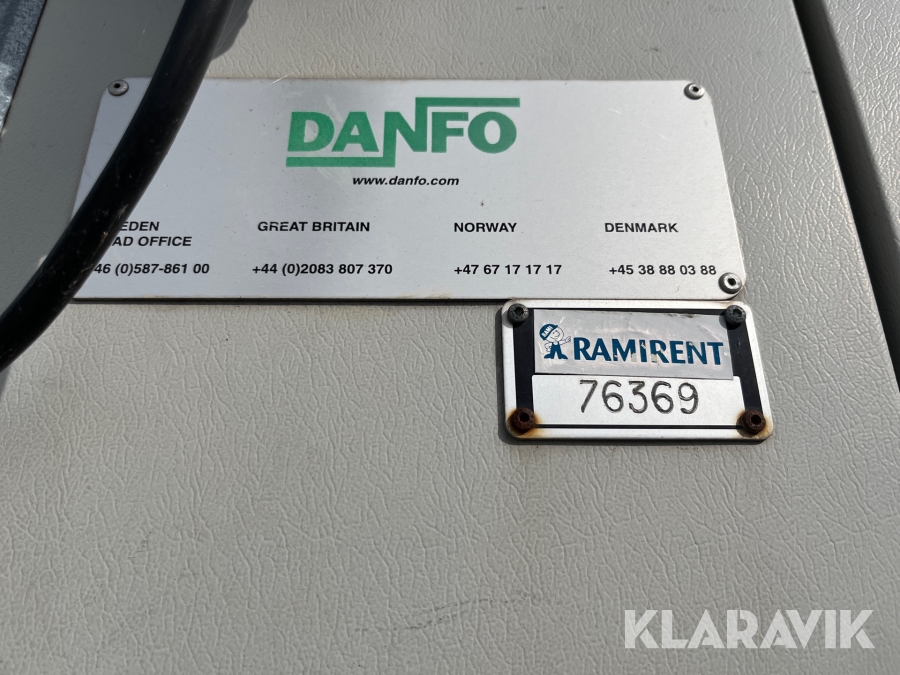 DANFO
www.danfo.com
EDEN GREAT BRITAIN NORWAY DENMARK
AD OFFICE
46 (0)587-861 00 +44 (0)2083 807 370 +47 67 17 17 17 +45 38 88 03 88
RAMI
RAMIRENT
76369
KLARAVIK